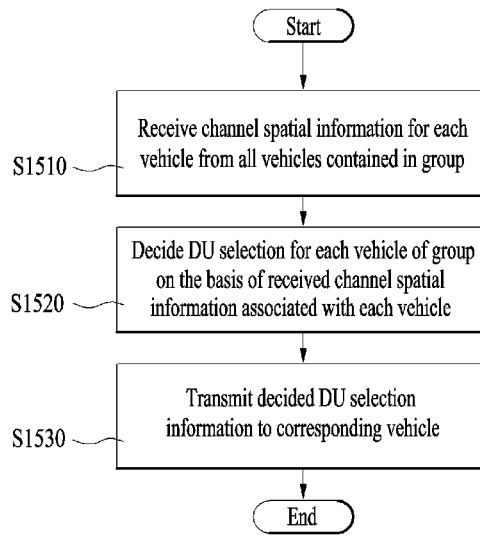 Start
Receive channel spatial information for each
vehicle from all vehicles contained in group
S1510
Decide DU selection for each vehicle of group
on the basis of received channel spatial
information associated with each vehicle
S1520
Transmit decided DU selection
information to corresponding vehicle
S1530
End